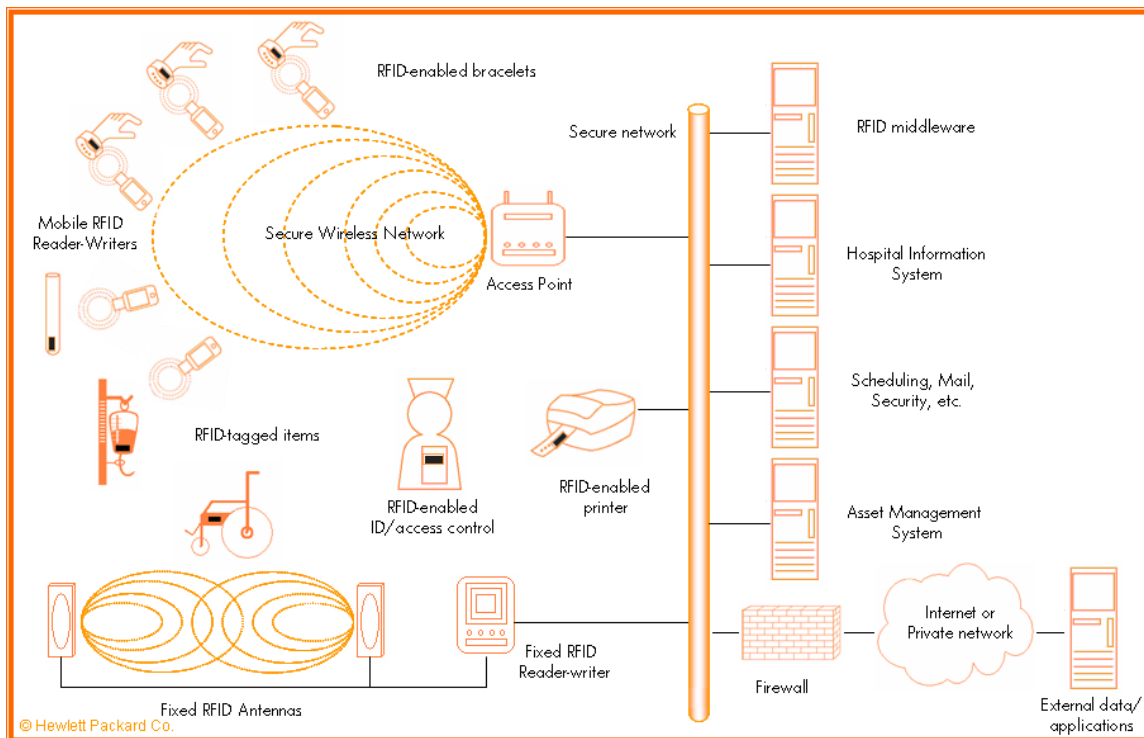 RFID-enabled bracelets
Secure network
RFID middleware
Mobile RFID
Reader-Writers
Secure Wireless Network
Access Point
Hospital Information
System
Scheduling, Mail,
Security, etc.
RFID-tagged items
RFID-enabled
ID/access control
RFID-enabled
printer
Asset Management
System
Internet or
Private network
Fixed RFID
Reader-writer
Firewall
Fixed RFID Antennas
External data/
applications
© Hewlett Packard Co.